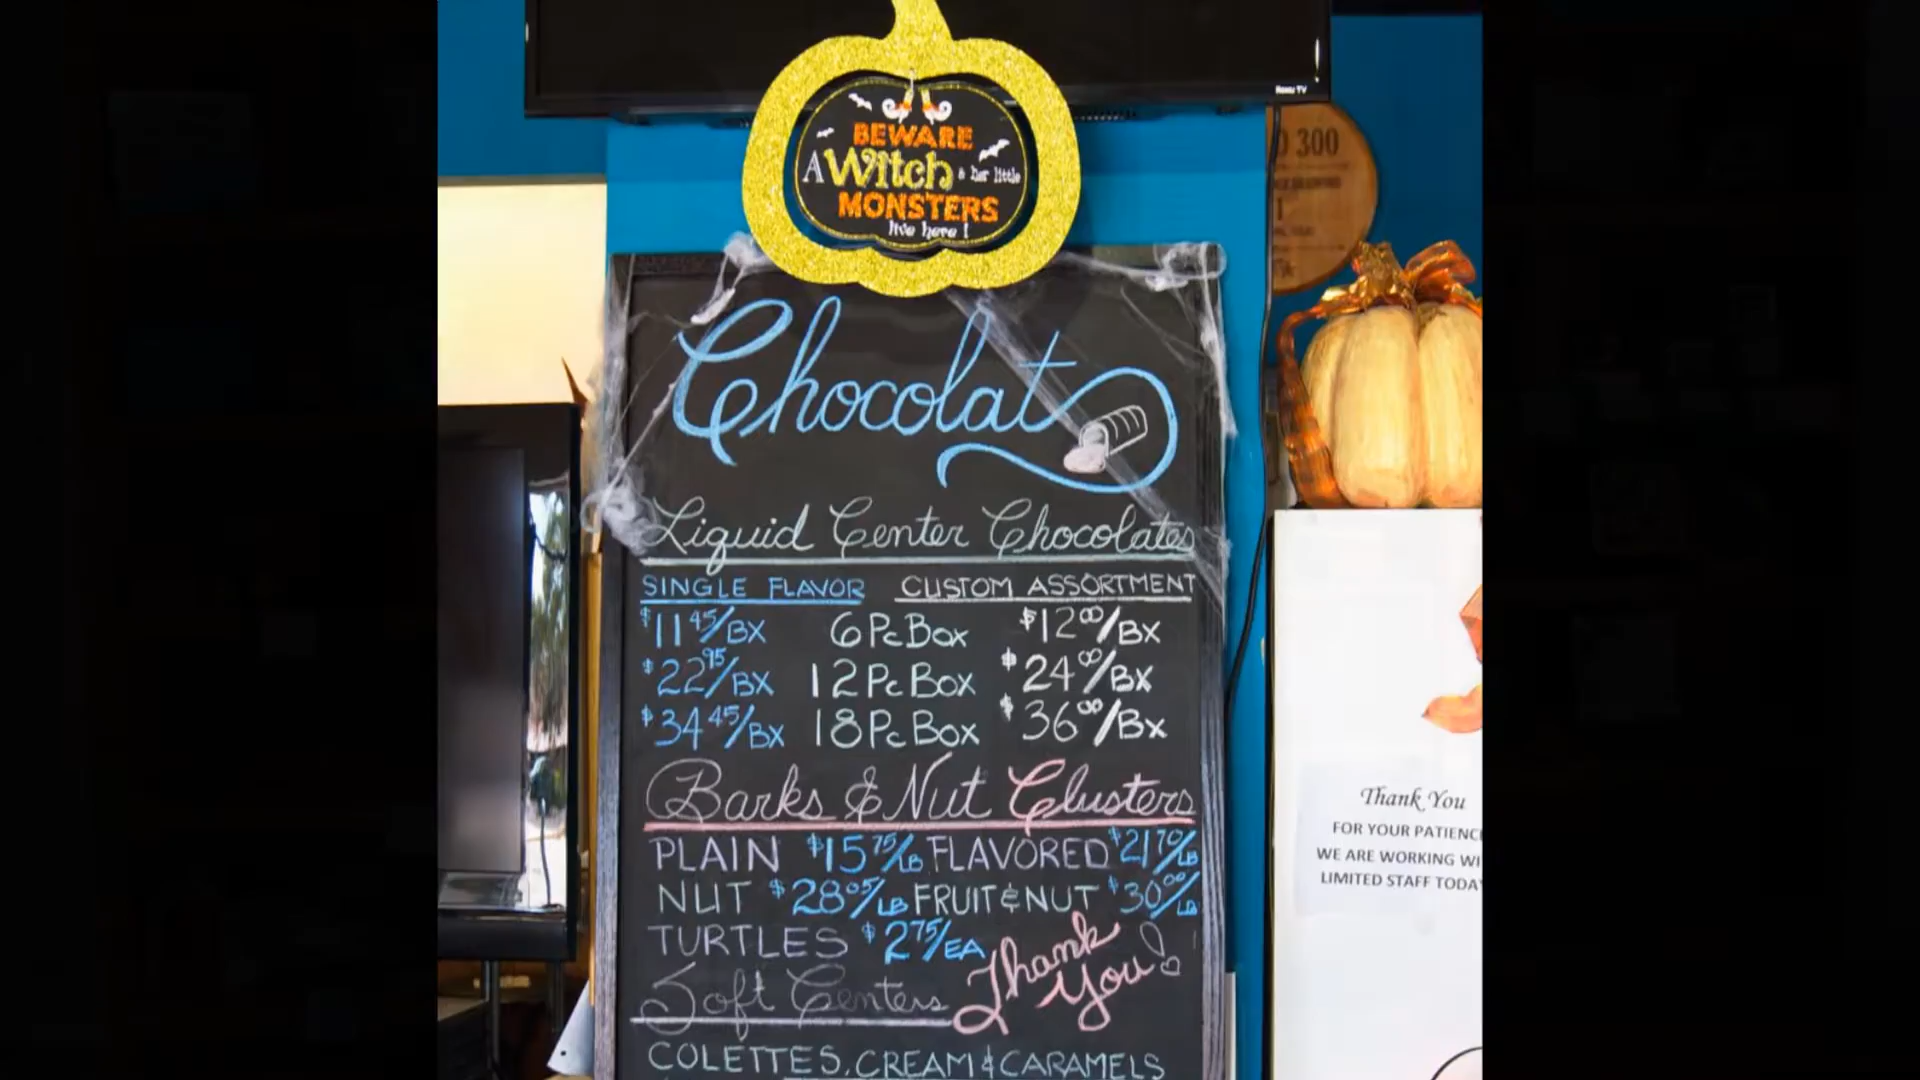 Roku TV
BEWARE
A Witch & her little
MONSTERS
live here!
300
Chocolat
Liquid Center Chocolates
SINGLE FLAVOR CUSTOM ASSORTMENT
$11 45/BX 6 Pc Box $12 00/BX
$22 95/BX 12 Pc Box $24 00/BX
$34 45/BX 18 Pc Box $36 00/BX
Barks & Nut Clusters
PLAIN $15 75/LB FLAVORED $21 70/LB
NUT $28 05/LB FRUIT & NUT $30 00/LB
TURTLES $2 75/EA
Thank
You
Soft Centers
COLETTES, CREAM & CARAMELS
Thank You
FOR YOUR PATIENC
WE ARE WORKING WI
LIMITED STAFF TODA